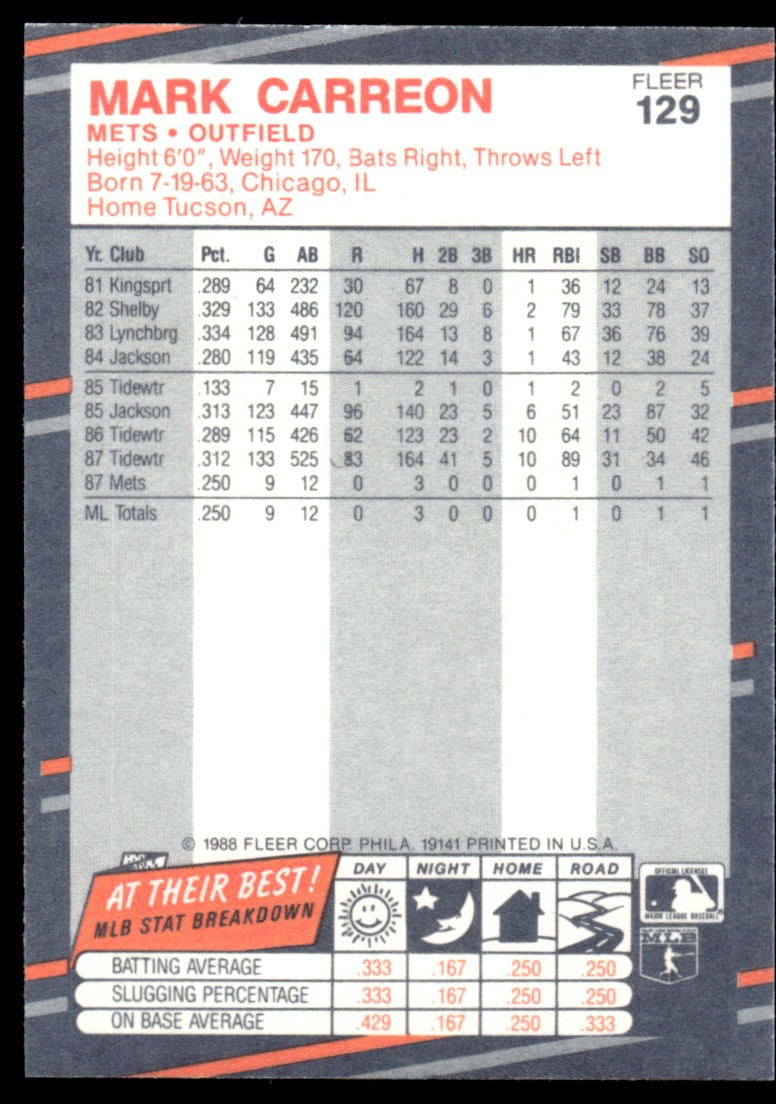 MARK CARREON
FLEER
129
METS • OUTFIELD
Height 6'0", Weight 170, Bats Right, Throws Left
Born 7-19-63, Chicago, IL
Home Tucson, AZ
Yr. Club Pct. G AB R H 2B 3B HR RBI SB BB SO
81 Kingsprt .289 64 232 30 67 8 0 1 36 12 24 13
82 Shelby .329 133 486 120 160 29 6 2 79 33 78 37
83 Lynchbrg .334 128 491 94 164 13 8 1 67 36 76 39
84 Jackson .280 119 435 64 122 14 3 1 43 12 38 24
85 Tidewtr .133 7 15 1 2 1 0 1 2 0 2 5
85 Jackson .313 123 447 96 140 23 5 6 51 23 87 32
86 Tidewtr .289 115 426 62 123 23 2 10 64 11 50 42
87 Tidewtr .312 133 525 83 164 41 5 10 89 31 34 46
87 Mets .250 9 12 0 3 0 0 0 1 0 1 1
ML Totals .250 9 12 0 3 0 0 0 1 0 1 1
© 1988 FLEER CORP. PHILA. 19141 PRINTED IN U.S.A.
AT THEIR BEST!
MLB STAT BREAKDOWN
DAY NIGHT HOME ROAD
BATTING AVERAGE .333 .167 .250 .250
SLUGGING PERCENTAGE .333 .167 .250 .250
ON BASE AVERAGE .429 .167 .250 .333
OFFICIAL LICENSEE
MAJOR LEAGUE BASEBALL
MLB